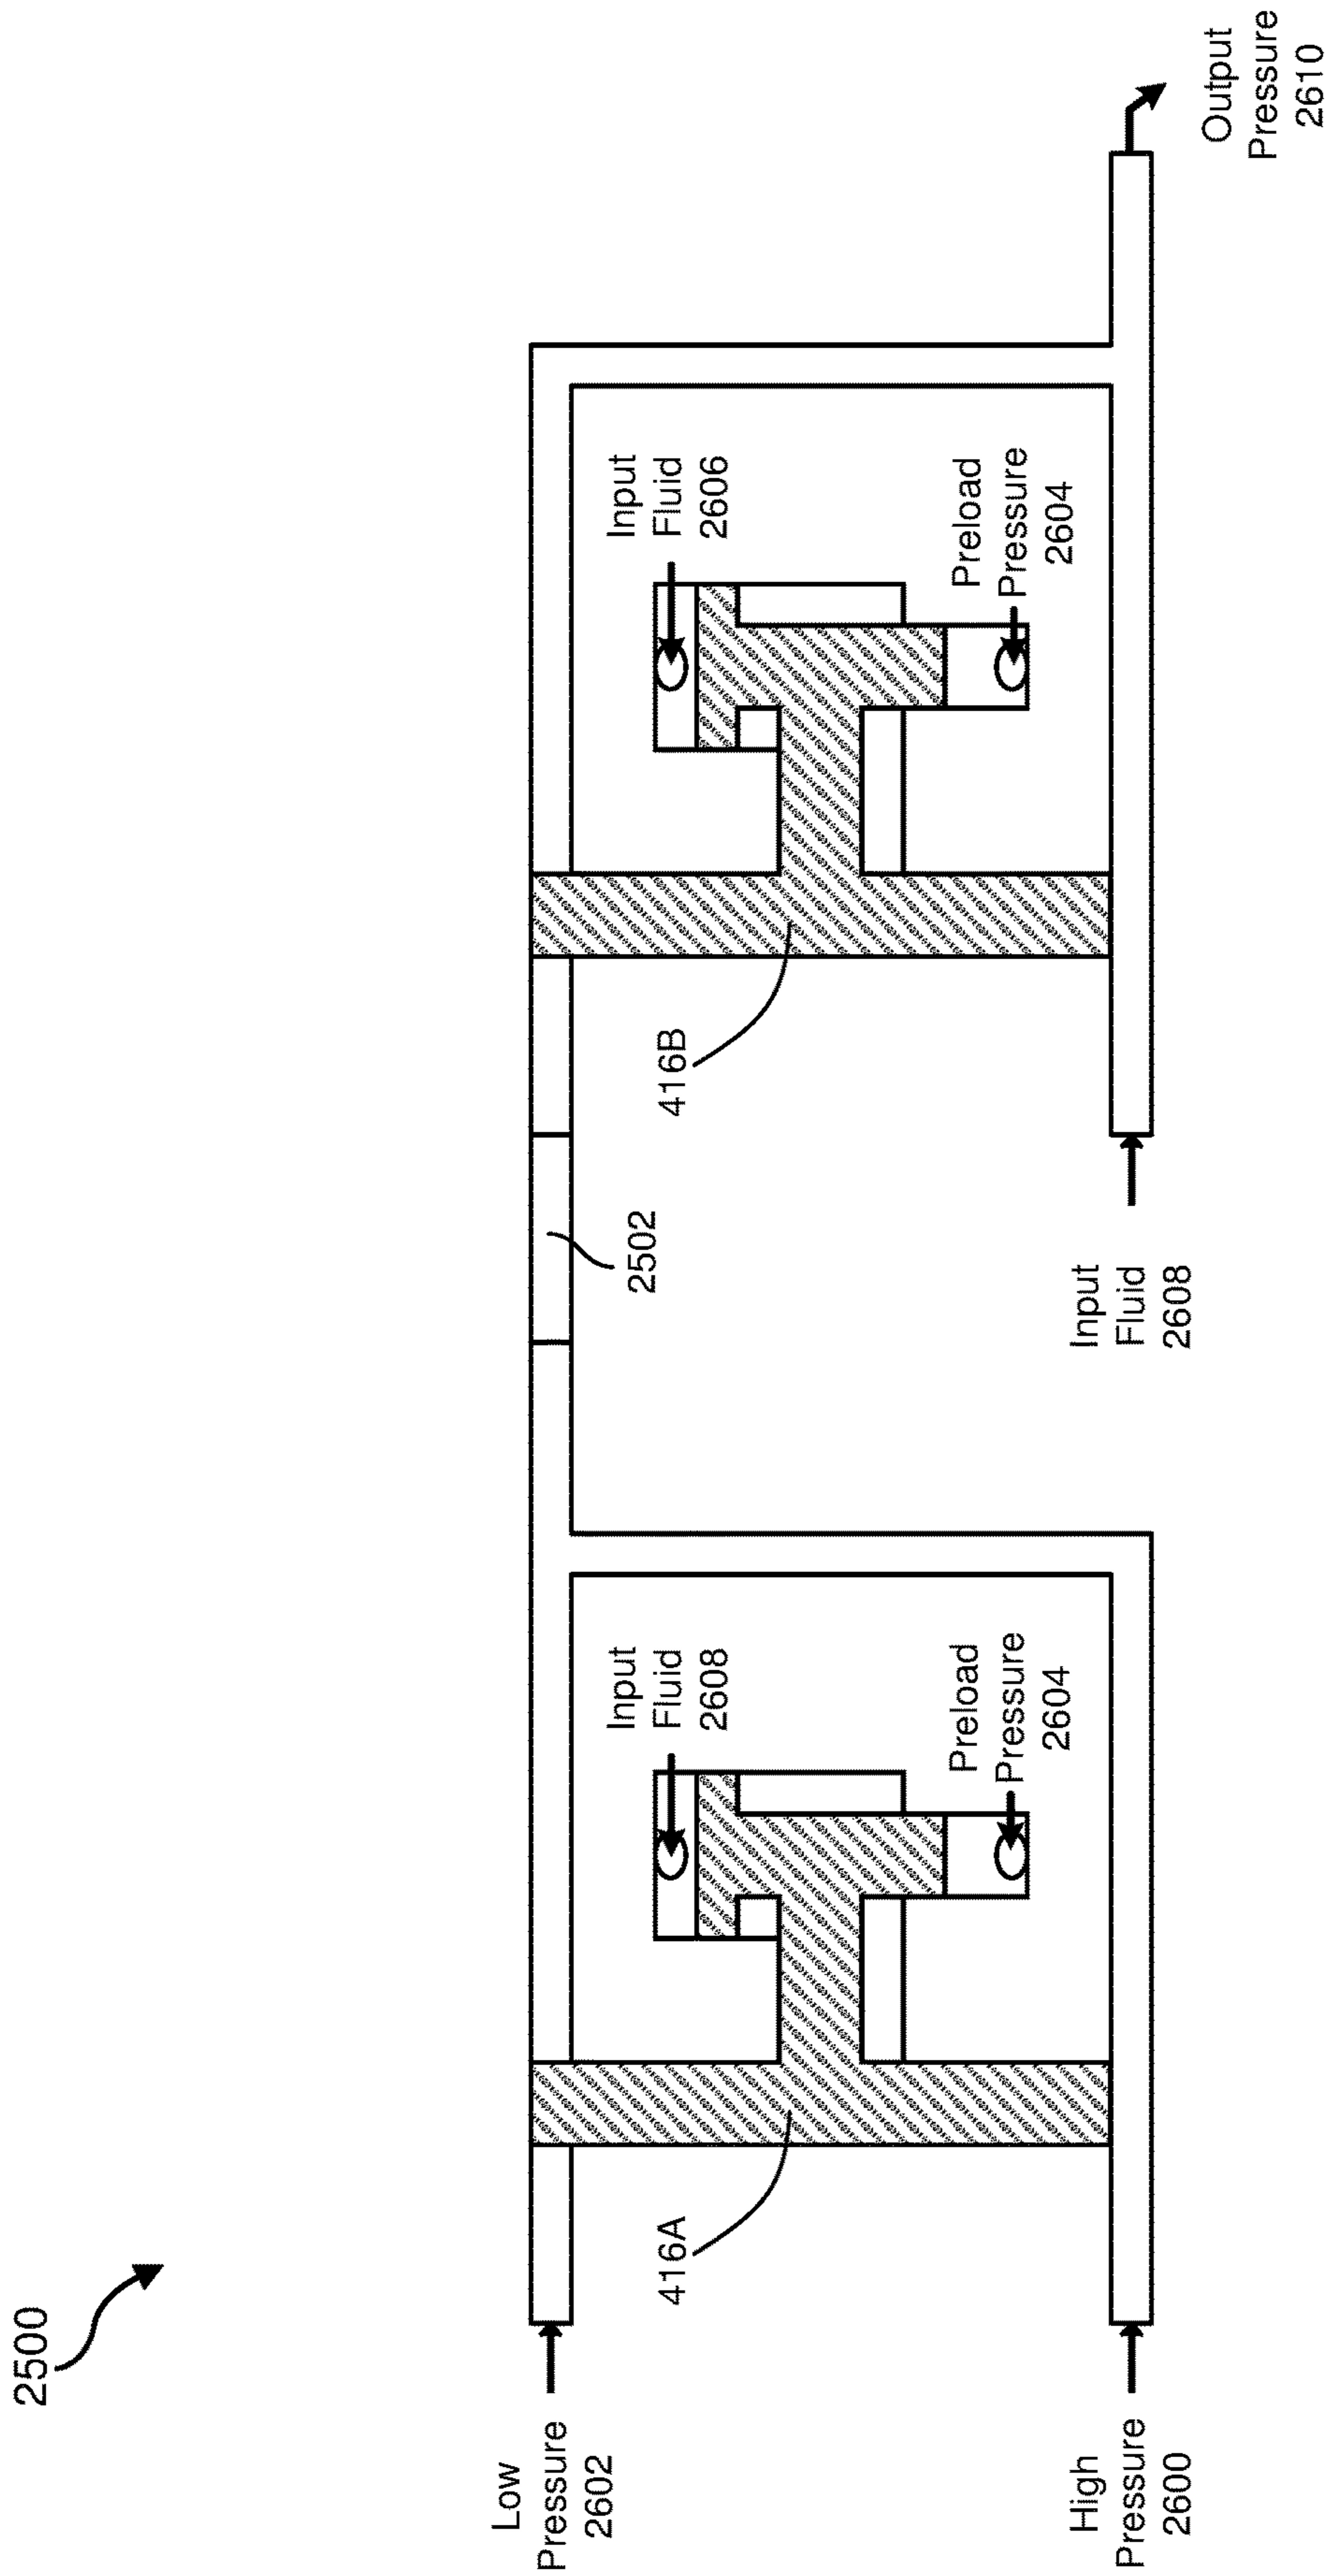 2500
Low
Pressure
2602
High
Pressure
2600
416A
Input
Fluid
2608
Preload
Pressure
2604
2502
Input
Fluid
2608
416B
Input
Fluid
2606
Preload
Pressure
2604
Output
Pressure
2610